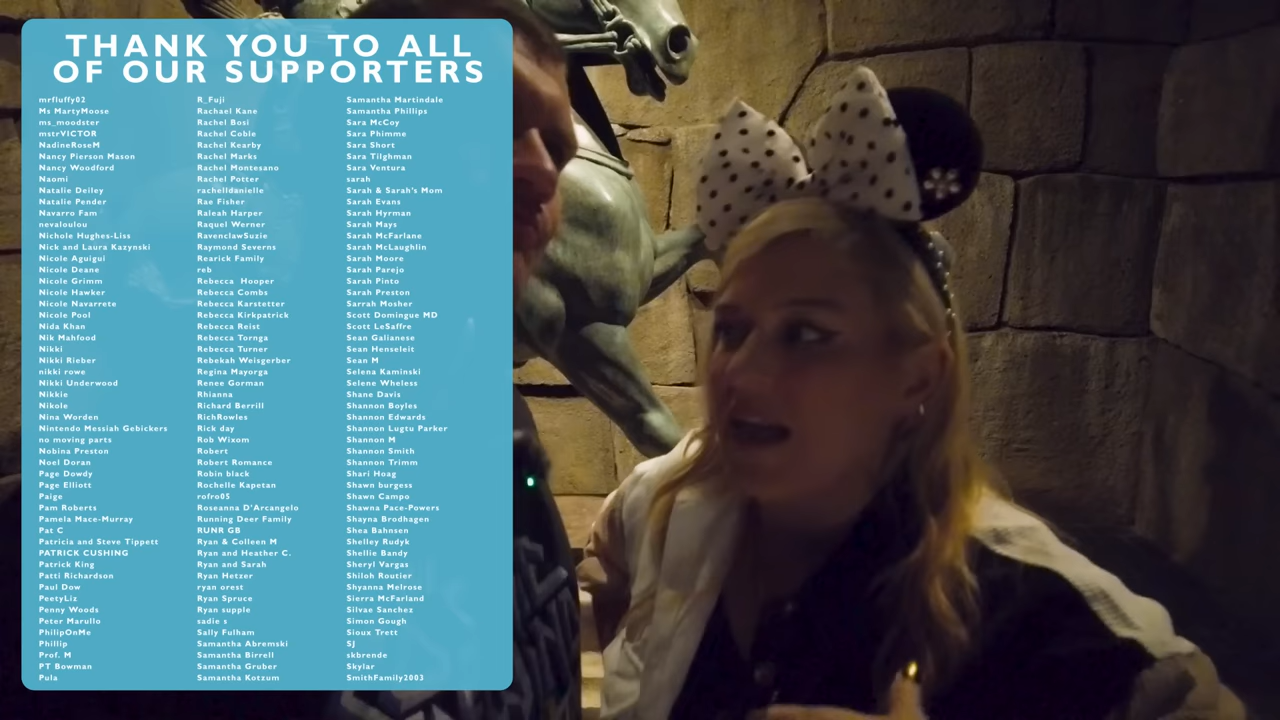 THANK YOU TO ALL
OF OUR SUPPORTERS
mrfluffy02
Ms MartyMoose
ms_moodster
mstrVICTOR
NadineRoseM
Nancy Pierson Mason
Nancy Woodford
Naomi
Natalie Deiley
Natalie Pender
Navarro Fam
nevaloulou
Nichole Hughes-Liss
Nick and Laura Kazynski
Nicole Aguigui
Nicole Deane
Nicole Grimm
Nicole Hawker
Nicole Navarrete
Nicole Pool
Nida Khan
Nik Mahfood
Nikki
Nikki Rieber
nikki rowe
Nikki Underwood
Nikkie
Nikole
Nina Worden
Nintendo Messiah Gebickers
no moving parts
Nobina Preston
Noel Doran
Page Dowdy
Page Elliott
Paige
Pam Roberts
Pamela Mace-Murray
Pat C
Patricia and Steve Tippett
PATRICK CUSHING
Patrick King
Patti Richardson
Paul Dow
PeetyLiz
Penny Woods
Peter Marullo
PhilipOnMe
Phillip
Prof. M
PT Bowman
Pula
R_Fuji
Rachael Kane
Rachel Bosi
Rachel Coble
Rachel Kearby
Rachel Marks
Rachel Montesano
Rachel Potter
rachelldanielle
Rae Fisher
Raleah Harper
Raquel Werner
RavenclawSuzie
Raymond Severns
Rearick Family
reb
Rebecca  Hooper
Rebecca Combs
Rebecca Karstetter
Rebecca Kirkpatrick
Rebecca Reist
Rebecca Tornga
Rebecca Turner
Rebekah Weisgerber
Regina Mayorga
Renee Gorman
Rhianna
Richard Berrill
RichRowles
Rick day
Rob Wixom
Robert
Robert Romance
Robin black
Rochelle Kapetan
rofro05
Roseanna D'Arcangelo
Running Deer Family
RUNR GB
Ryan & Colleen M
Ryan and Heather C.
Ryan and Sarah
Ryan Hetzer
ryan orest
Ryan Spruce
Ryan supple
sadie s
Sally Fulham
Samantha Abremski
Samantha Birrell
Samantha Gruber
Samantha Kotzum
Samantha Martindale
Samantha Phillips
Sara McCoy
Sara Phimme
Sara Short
Sara Tilghman
Sara Ventura
sarah
Sarah & Sarah's Mom
Sarah Evans
Sarah Hyrman
Sarah Mays
Sarah McFarlane
Sarah McLaughlin
Sarah Moore
Sarah Parejo
Sarah Pinto
Sarah Preston
Sarrah Mosher
Scott Domingue MD
Scott LeSaffre
Sean Galianese
Sean Henseleit
Sean M
Selena Kaminski
Selene Wheless
Shane Davis
Shannon Boyles
Shannon Edwards
Shannon Lugtu Parker
Shannon M
Shannon Smith
Shannon Trimm
Shari Hoag
Shawn burgess
Shawn Campo
Shawna Pace-Powers
Shayna Brodhagen
Shea Bahnsen
Shelley Rudyk
Shellie Bandy
Sheryl Vargas
Shiloh Routier
Shyanna Melrose
Sierra McFarland
Silvae Sanchez
Simon Gough
Sioux Trett
SJ
skbrende
Skylar
SmithFamily2003